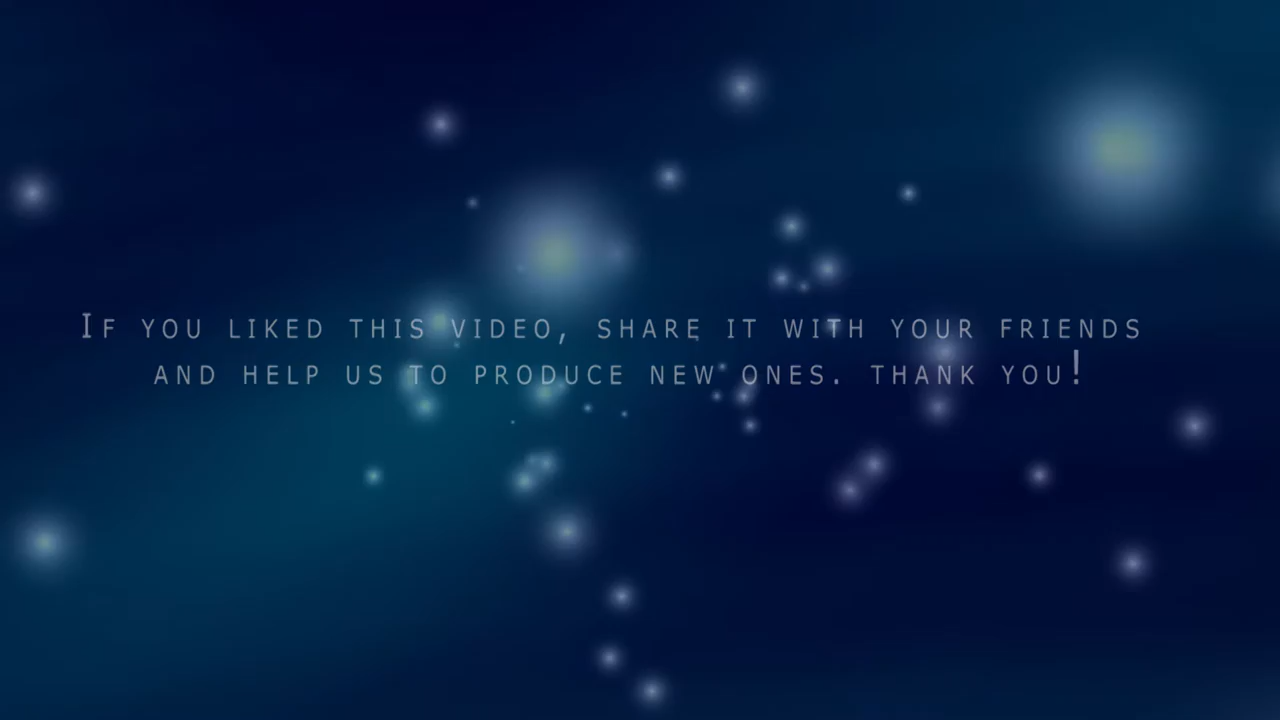 If you liked this video, share it with your friends
and help us to produce new ones. thank you!